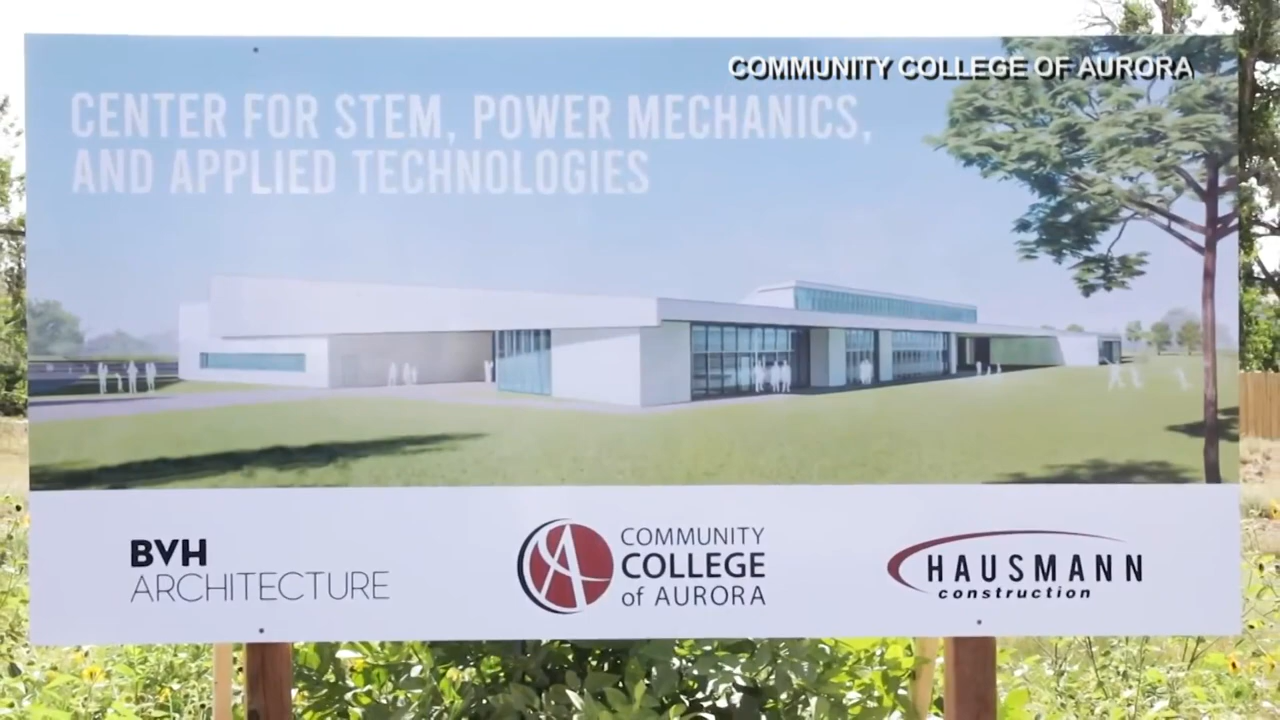 COMMUNITY COLLEGE OF AURORA
CENTER FOR STEM, POWER MECHANICS,
AND APPLIED TECHNOLOGIES
BVH
ARCHITECTURE
COMMUNITY
COLLEGE
of AURORA
HAUSMANN
construction